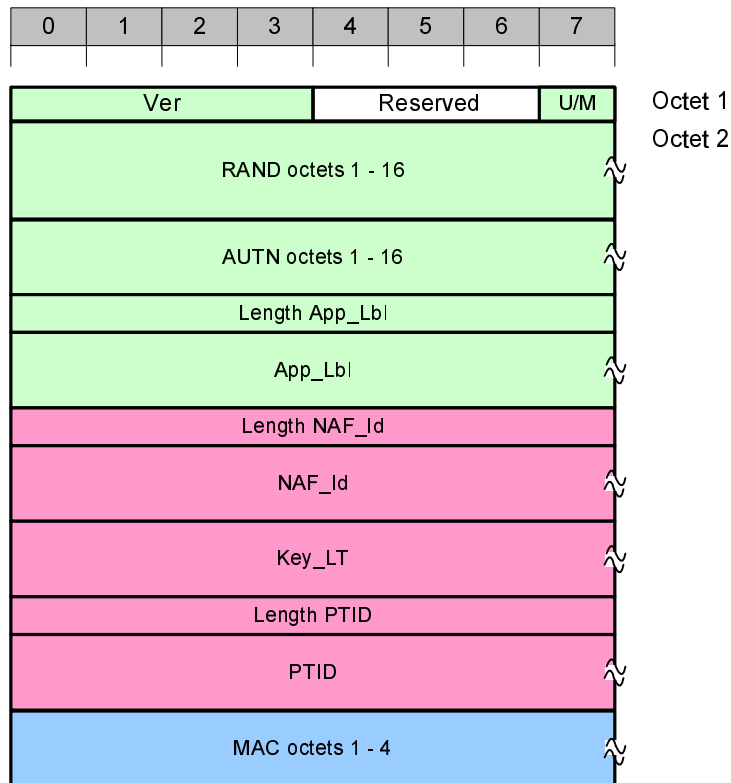 0 1 2 3 4 5 6 7
Ver Reserved U/M Octet 1
Octet 2
RAND octets 1 - 16
AUTN octets 1 - 16
Length App_Lbl
App_Lbl
Length NAF_Id
NAF_Id
Key_LT
Length PTID
PTID
MAC octets 1 - 4